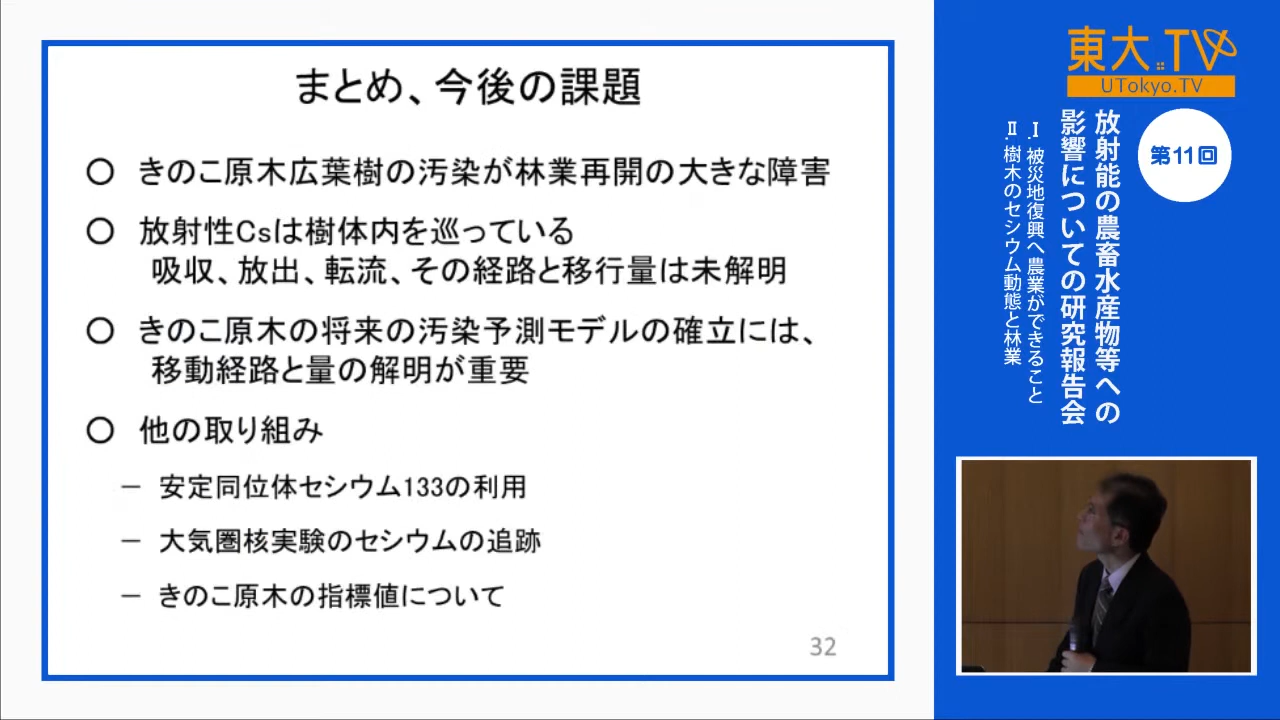 まとめ、今後の課題
○ きのこ原木広葉樹の汚染が林業再開の大きな障害
○ 放射性Csは樹体内を巡っている
吸収、放出、転流、その経路と移行量は未解明
○ きのこ原木の将来の汚染予測モデルの確立には、
移動経路と量の解明が重要
○ 他の取り組み
－ 安定同位体セシウム133の利用
－ 大気圏核実験のセシウムの追跡
－ きのこ原木の指標値について
32
東大TV
UTokyo.TV
第11回
放射能の農畜水産物等への
影響についての研究報告会
Ⅰ. 被災地復興へ農業ができること
Ⅱ. 樹木のセシウム動態と林業